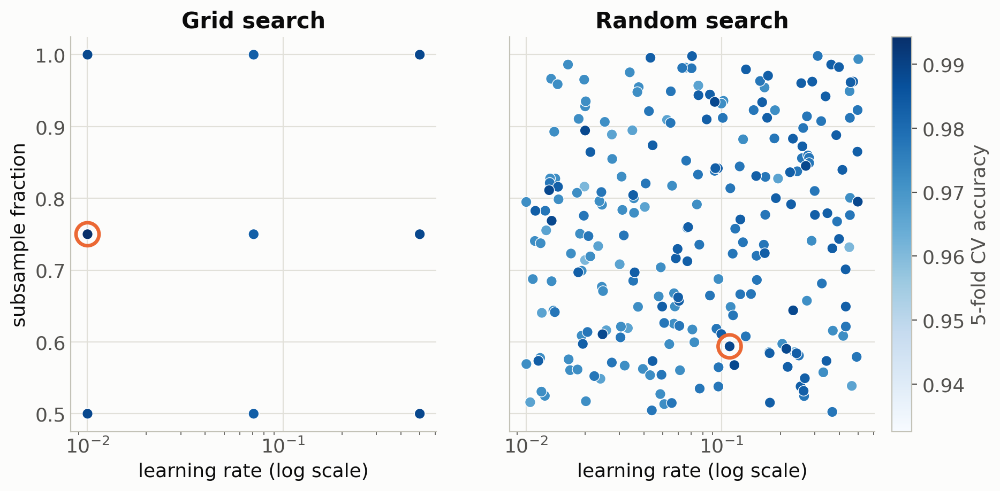 Grid search
Random search
1.0
0.9
0.8
0.7
0.6
0.5
subsample fraction
10⁻²
10⁻¹
learning rate (log scale)
10⁻²
10⁻¹
learning rate (log scale)
0.99
0.98
0.97
0.96
0.95
0.94
5-fold CV accuracy